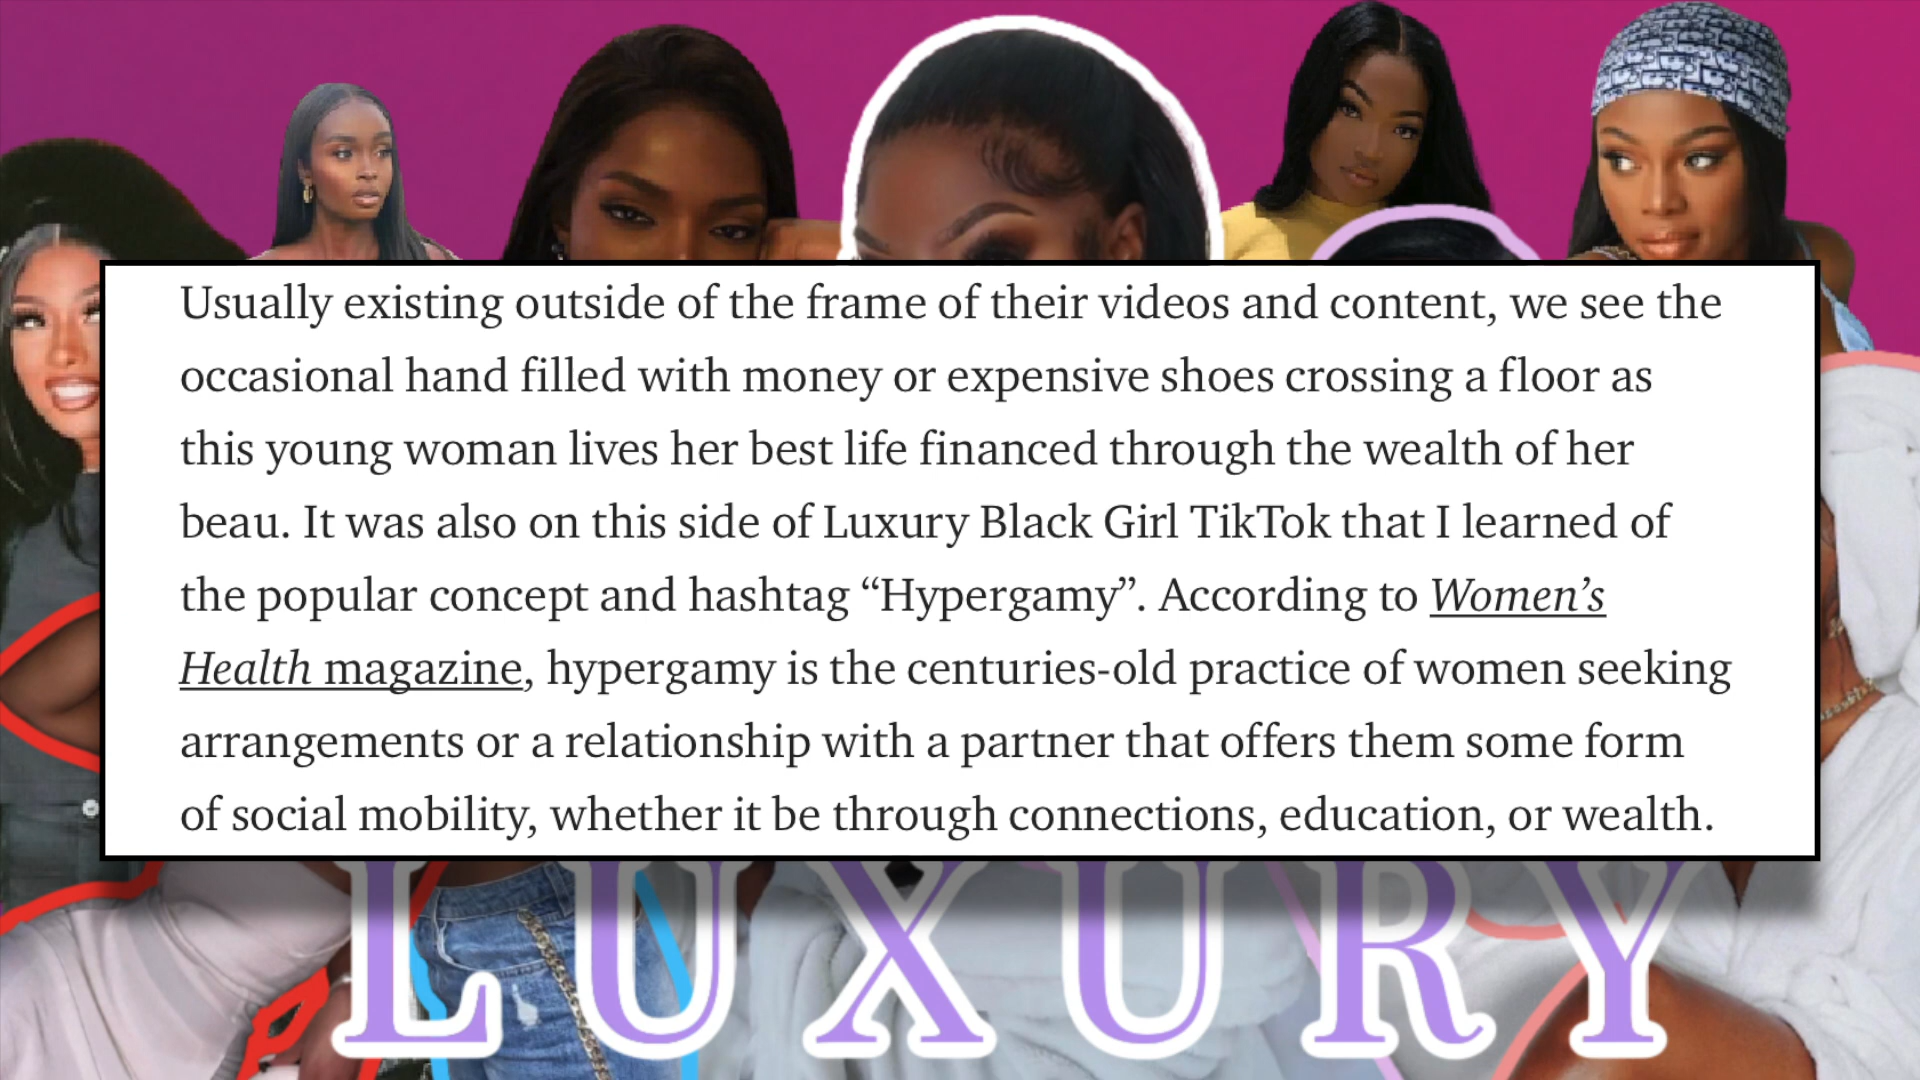 Usually existing outside of the frame of their videos and content, we see the
occasional hand filled with money or expensive shoes crossing a floor as
this young woman lives her best life financed through the wealth of her
beau. It was also on this side of Luxury Black Girl TikTok that I learned of
the popular concept and hashtag “Hypergamy”. According to Women’s
Health magazine, hypergamy is the centuries-old practice of women seeking
arrangements or a relationship with a partner that offers them some form
of social mobility, whether it be through connections, education, or wealth.
LUXURY